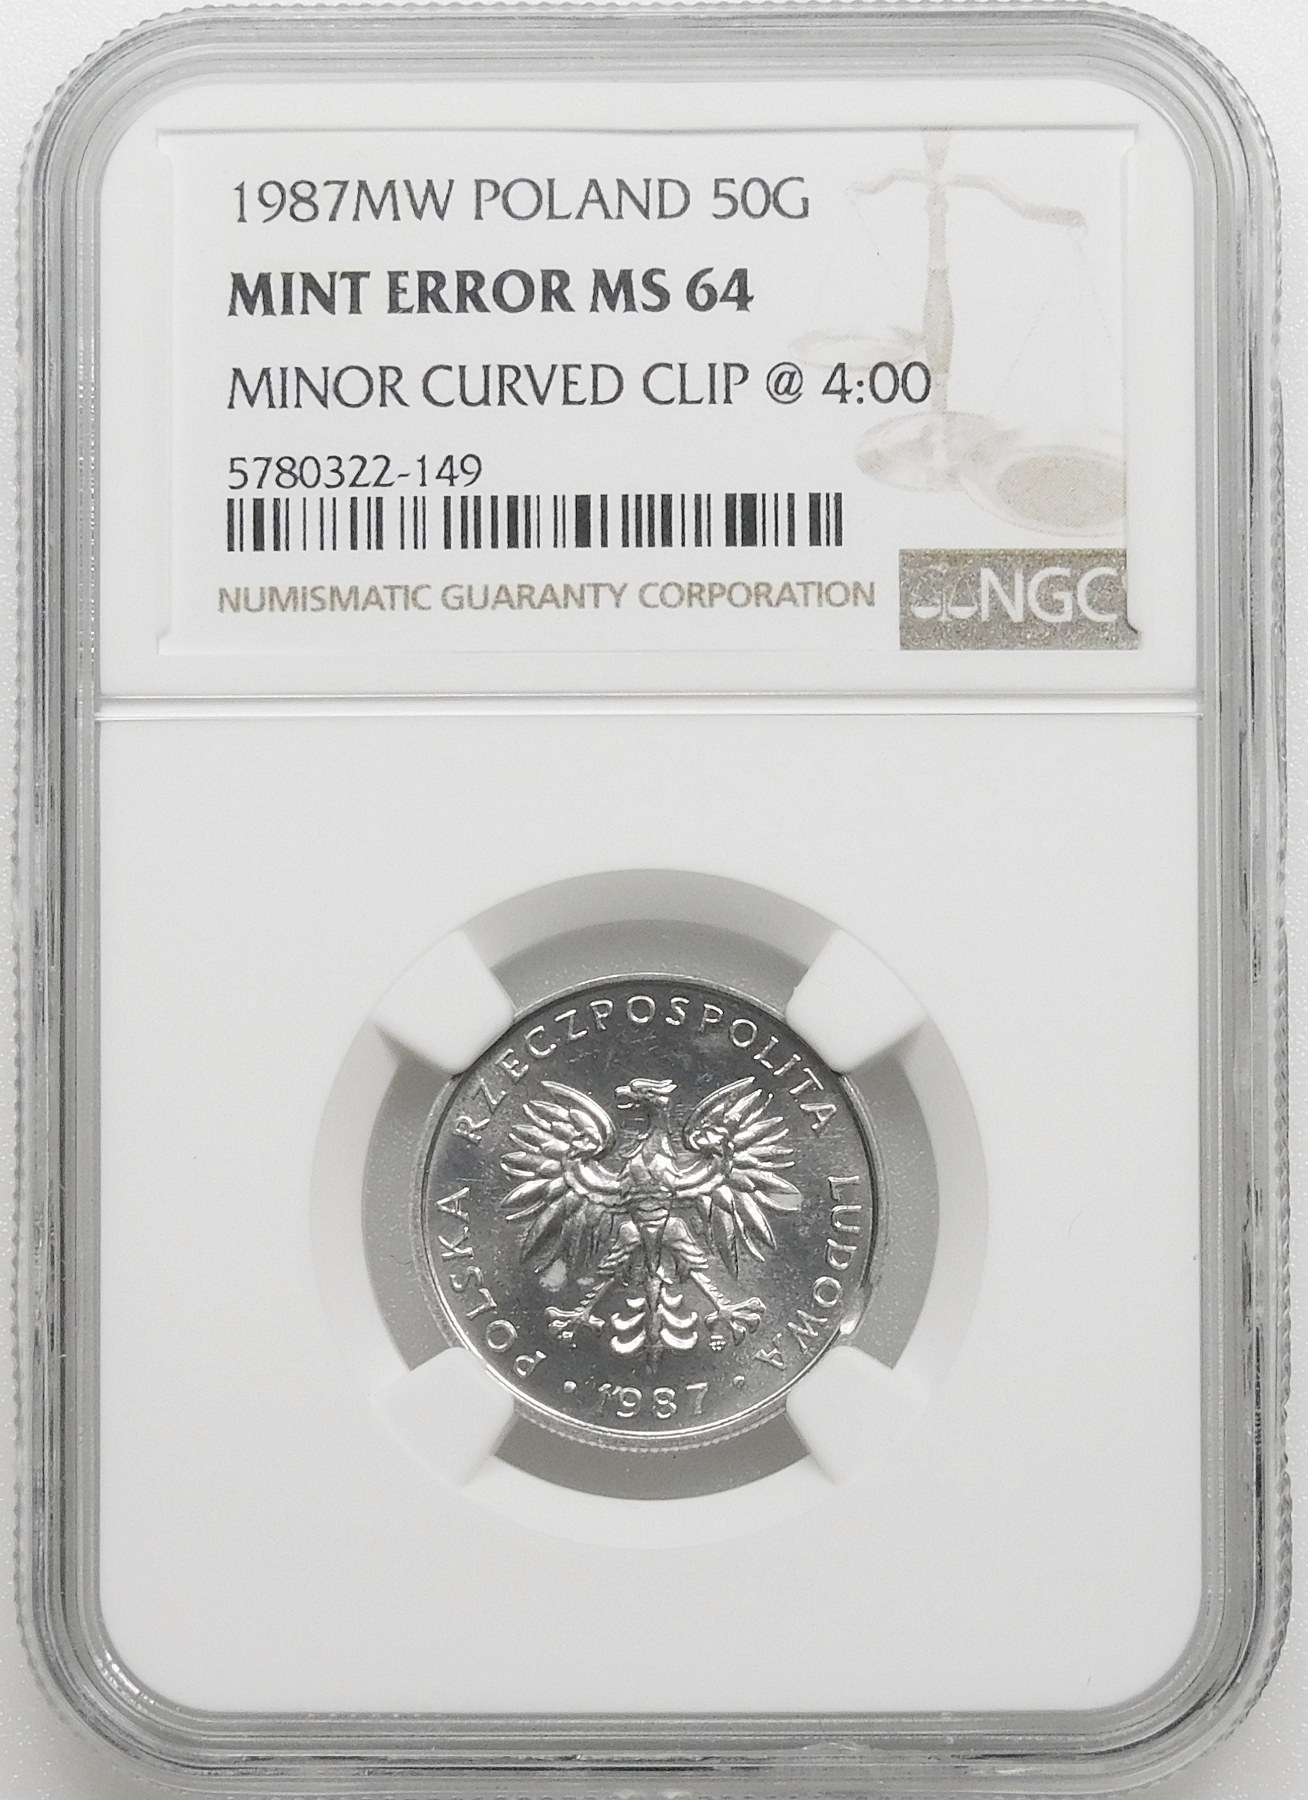 1987MW POLAND 50G
MINT ERROR MS 64
MINOR CURVED CLIP @ 4:00
5780322-149
NUMISMATIC GUARANTY CORPORATION
NGC
POLSKA RZECZPOSPOLITA LUDOWA
• 1987 •